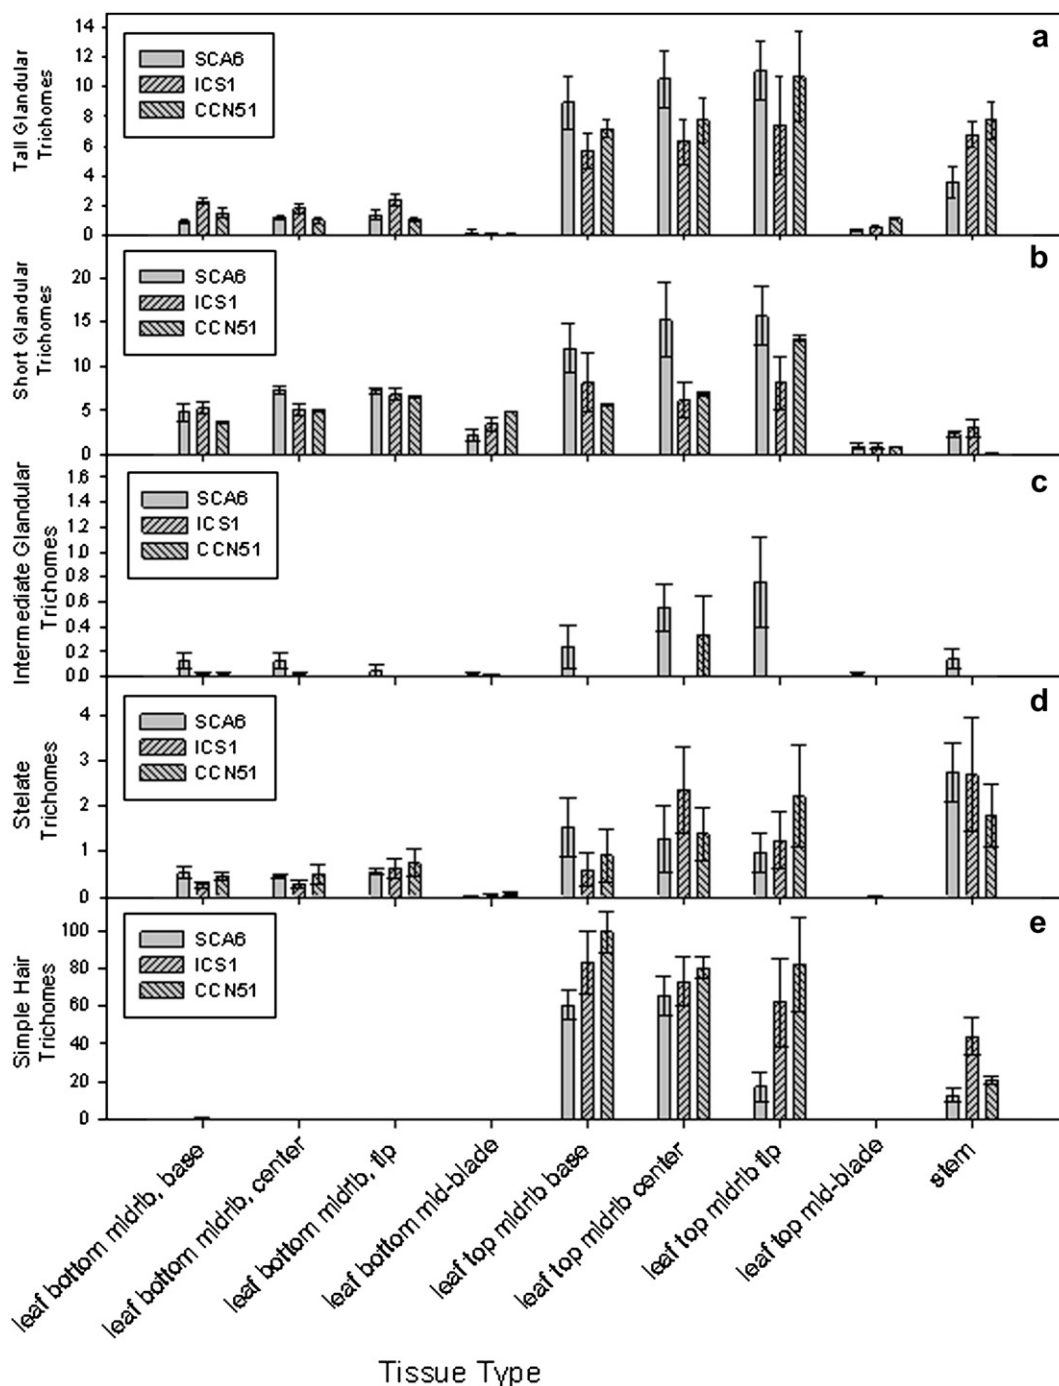 a
Tall Glandular
Trichomes
14
12
10
8
6
4
2
0
SCA6
ICS1
CCN51
b
Short Glandular
Trichomes
20
15
10
5
0
SCA6
ICS1
CCN51
c
Intermediate Glandular
Trichomes
1.6
1.4
1.2
1.0
0.8
0.6
0.4
0.2
0.0
SCA6
ICS1
CCN51
d
Stelate
Trichomes
4
3
2
1
0
SCA6
ICS1
CCN51
e
Simple Hair
Trichomes
100
80
60
40
20
0
SCA6
ICS1
CCN51
leaf bottom midrib, base
leaf bottom midrib, center
leaf bottom midrib, tip
leaf bottom mid-blade
leaf top midrib base
leaf top midrib center
leaf top midrib tip
leaf top mid-blade
stem
Tissue Type